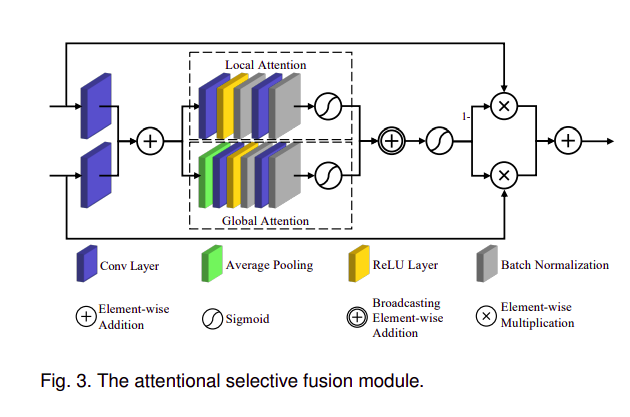 Local Attention
1-
Global Attention
Conv Layer
Average Pooling
ReLU Layer
Batch Normalization
Element-wise
Addition
Sigmoid
Broadcasting
Element-wise
Addition
Element-wise
Multiplication
Fig. 3. The attentional selective fusion module.